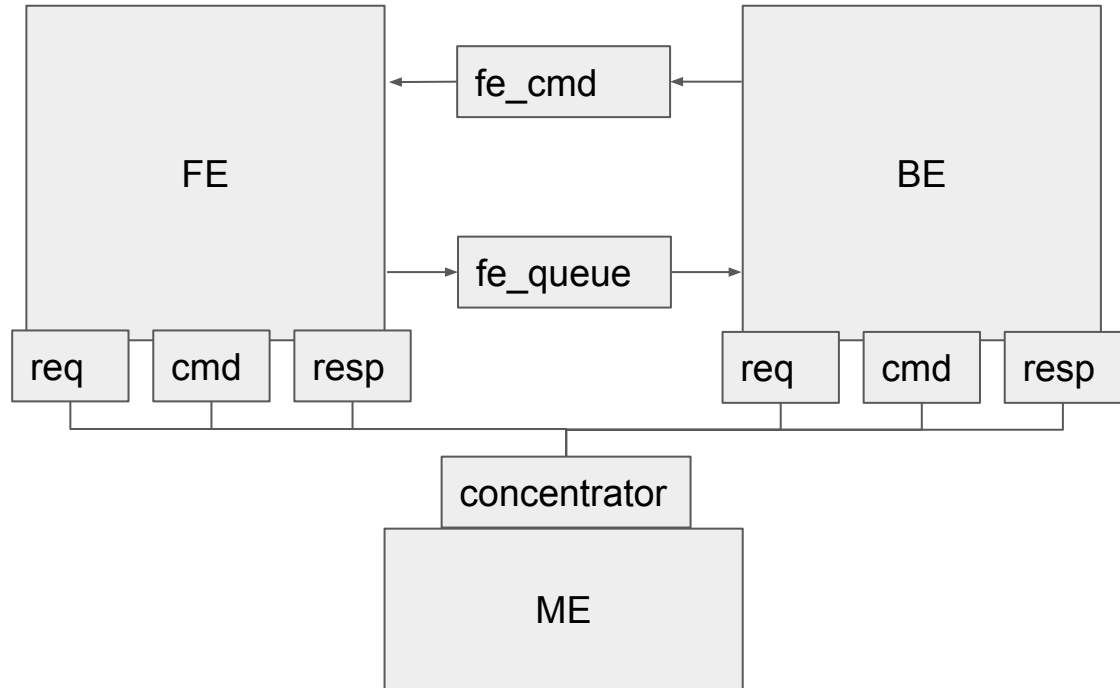 fe_cmd
FE
BE
fe_queue
req
cmd
resp
req
cmd
resp
concentrator
ME